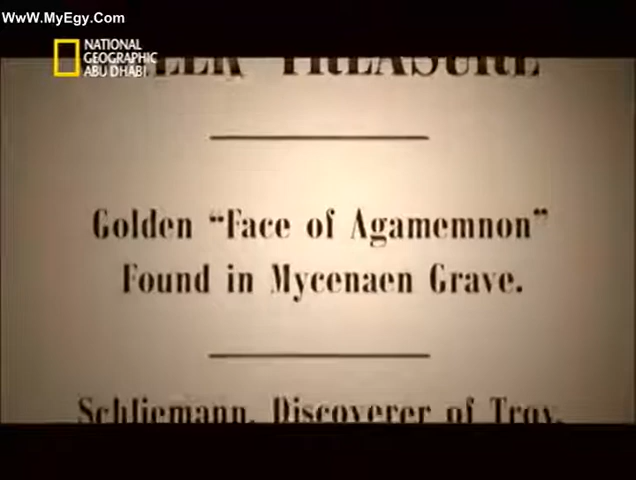 WwW.MyEgy.Com
NATIONAL
GEOGRAPHIC
ABU DHABI
TREASURE
Golden “Face of Agamemnon”
Found in Mycenaen Grave.
Schliemann, Discoverer of Troy,